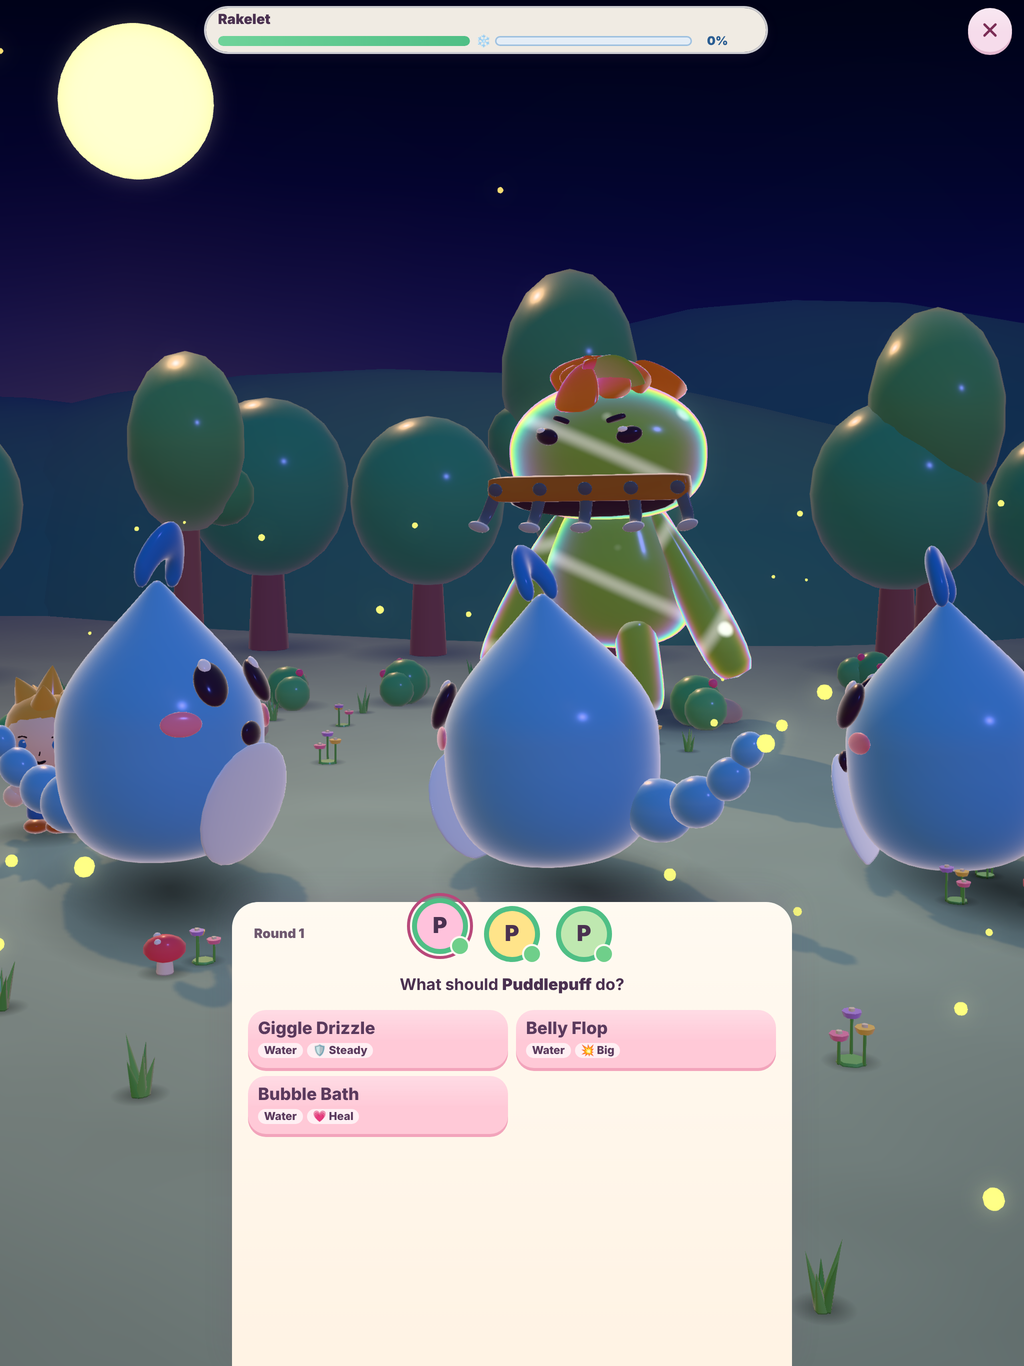 Rakelet
0%
Round 1
P
P
P
What should Puddlepuff do?
Giggle Drizzle
Water
Steady
Belly Flop
Water
Big
Bubble Bath
Water
Heal